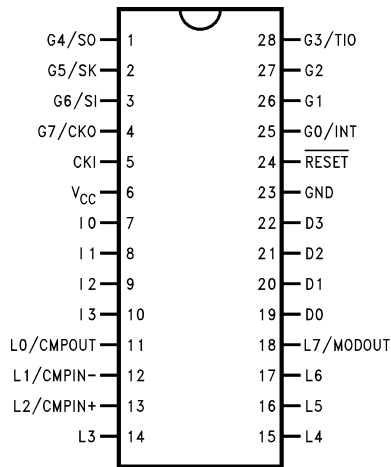 G4/SO 1 28 G3/TIO
G5/SK 2 27 G2
G6/SI 3 26 G1
G7/CKO 4 25 G0/INT
CKI 5 24 RESET
VCC 6 23 GND
I0 7 22 D3
I1 8 21 D2
I2 9 20 D1
I3 10 19 D0
L0/CMPOUT 11 18 L7/MODOUT
L1/CMPIN- 12 17 L6
L2/CMPIN+ 13 16 L5
L3 14 15 L4